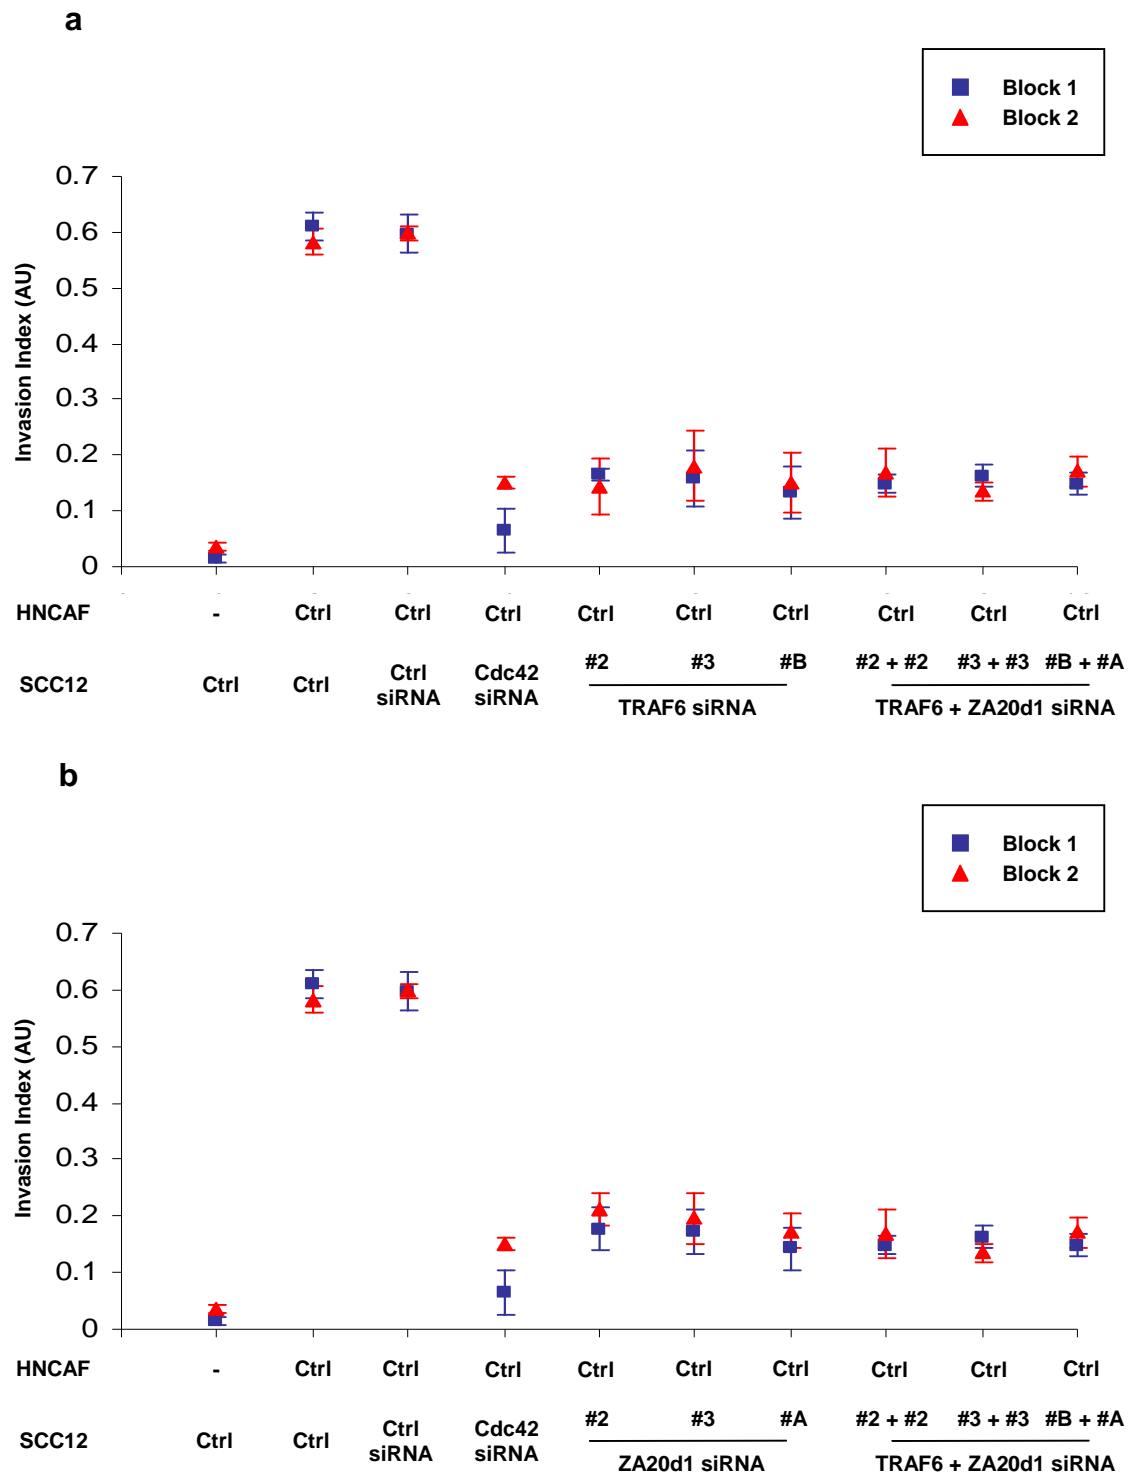 a
Block 1
Block 2
0.7
0.6
0.5
0.4
0.3
0.2
0.1
0
Invasion Index (AU)
HNCAF - Ctrl Ctrl Ctrl Ctrl Ctrl Ctrl Ctrl Ctrl Ctrl
SCC12 Ctrl Ctrl Ctrl siRNA Cdc42 siRNA #2 #3 #B #2 + #2 #3 + #3 #B + #A
TRAF6 siRNA TRAF6 + ZA20d1 siRNA
b
Block 1
Block 2
0.7
0.6
0.5
0.4
0.3
0.2
0.1
0
Invasion Index (AU)
HNCAF - Ctrl Ctrl Ctrl Ctrl Ctrl Ctrl Ctrl Ctrl Ctrl
SCC12 Ctrl Ctrl Ctrl siRNA Cdc42 siRNA #2 #3 #A #2 + #2 #3 + #3 #B + #A
ZA20d1 siRNA TRAF6 + ZA20d1 siRNA